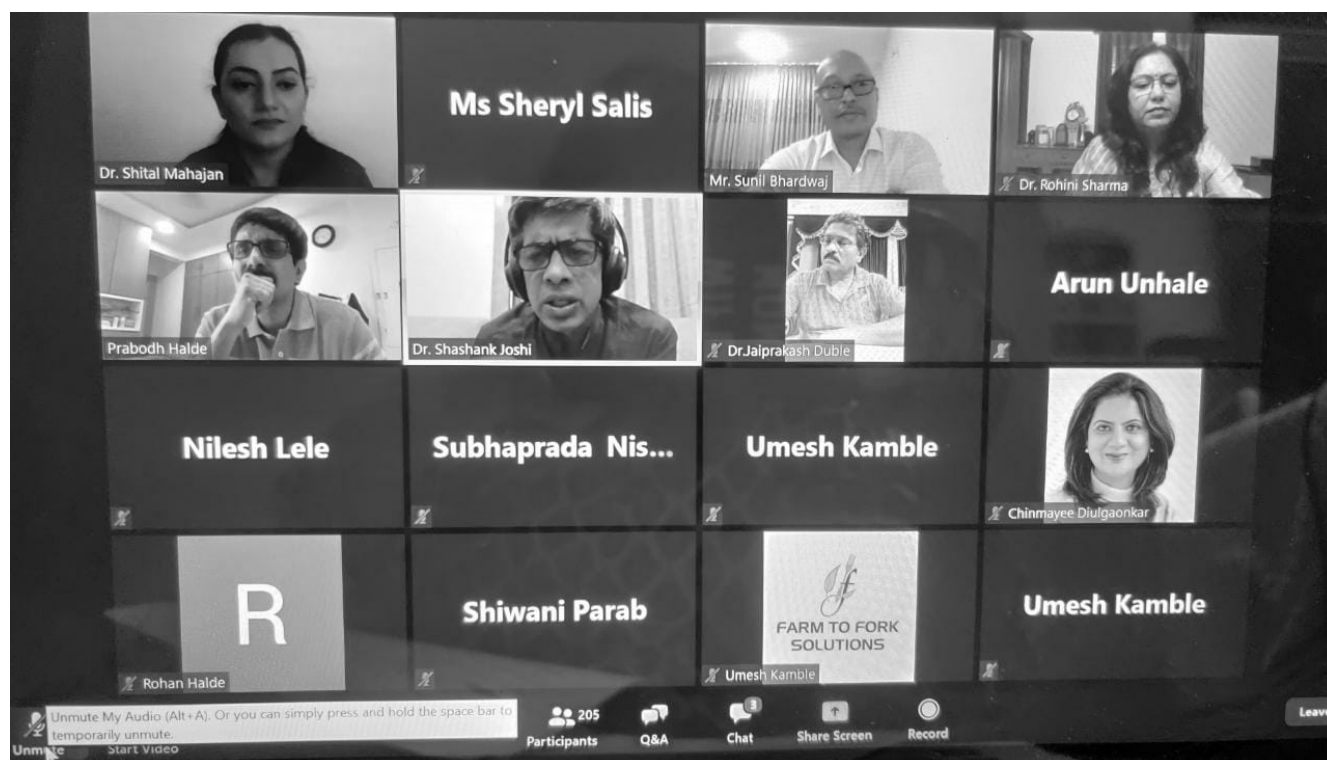 Dr. Shital Mahajan
Ms Sheryl Salis
Mr. Sunil Bhardwaj
Dr. Rohini Sharma
Prabodh Halde
Dr. Shashank Joshi
Dr.Jaiprakash Duble
Arun Unhale
Nilesh Lele
Subhaprada Nis...
Umesh Kamble
Chinmayee Diulgaonkar
R
Rohan Halde
Shiwani Parab
FARM TO FORK
SOLUTIONS
Umesh Kamble
Umesh Kamble
Unmute My Audio (Alt+A). Or you can simply press and hold the space bar to
temporarily unmute.
Unmute
Start Video
205
Participants
Q&A
3
Chat
Share Screen
Record
Leave